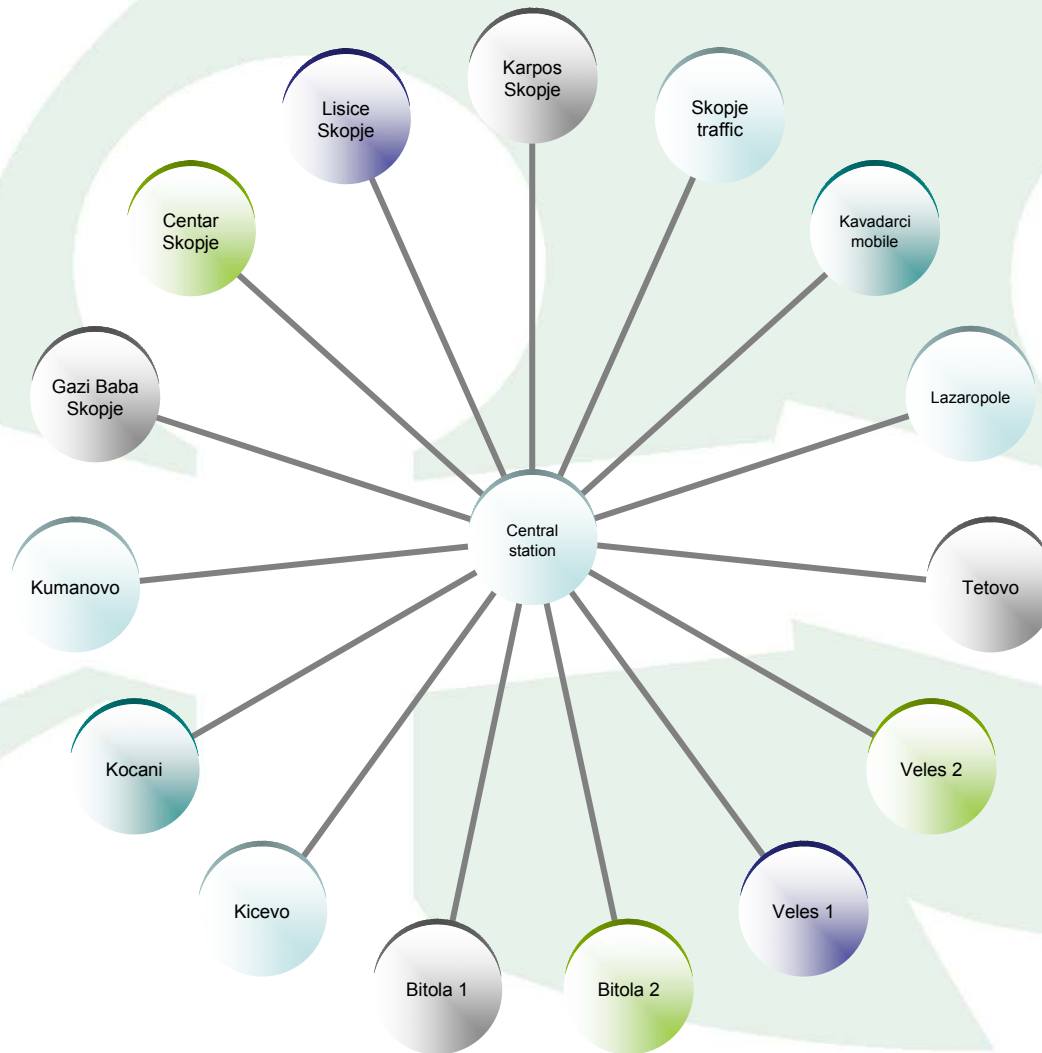 Karpos
Skopje
Skopje
traffic
Kavadarci
mobile
Lazaropole
Tetovo
Veles 2
Veles 1
Bitola 2
Bitola 1
Kicevo
Kocani
Kumanovo
Gazi Baba
Skopje
Centar
Skopje
Lisice
Skopje
Central
station